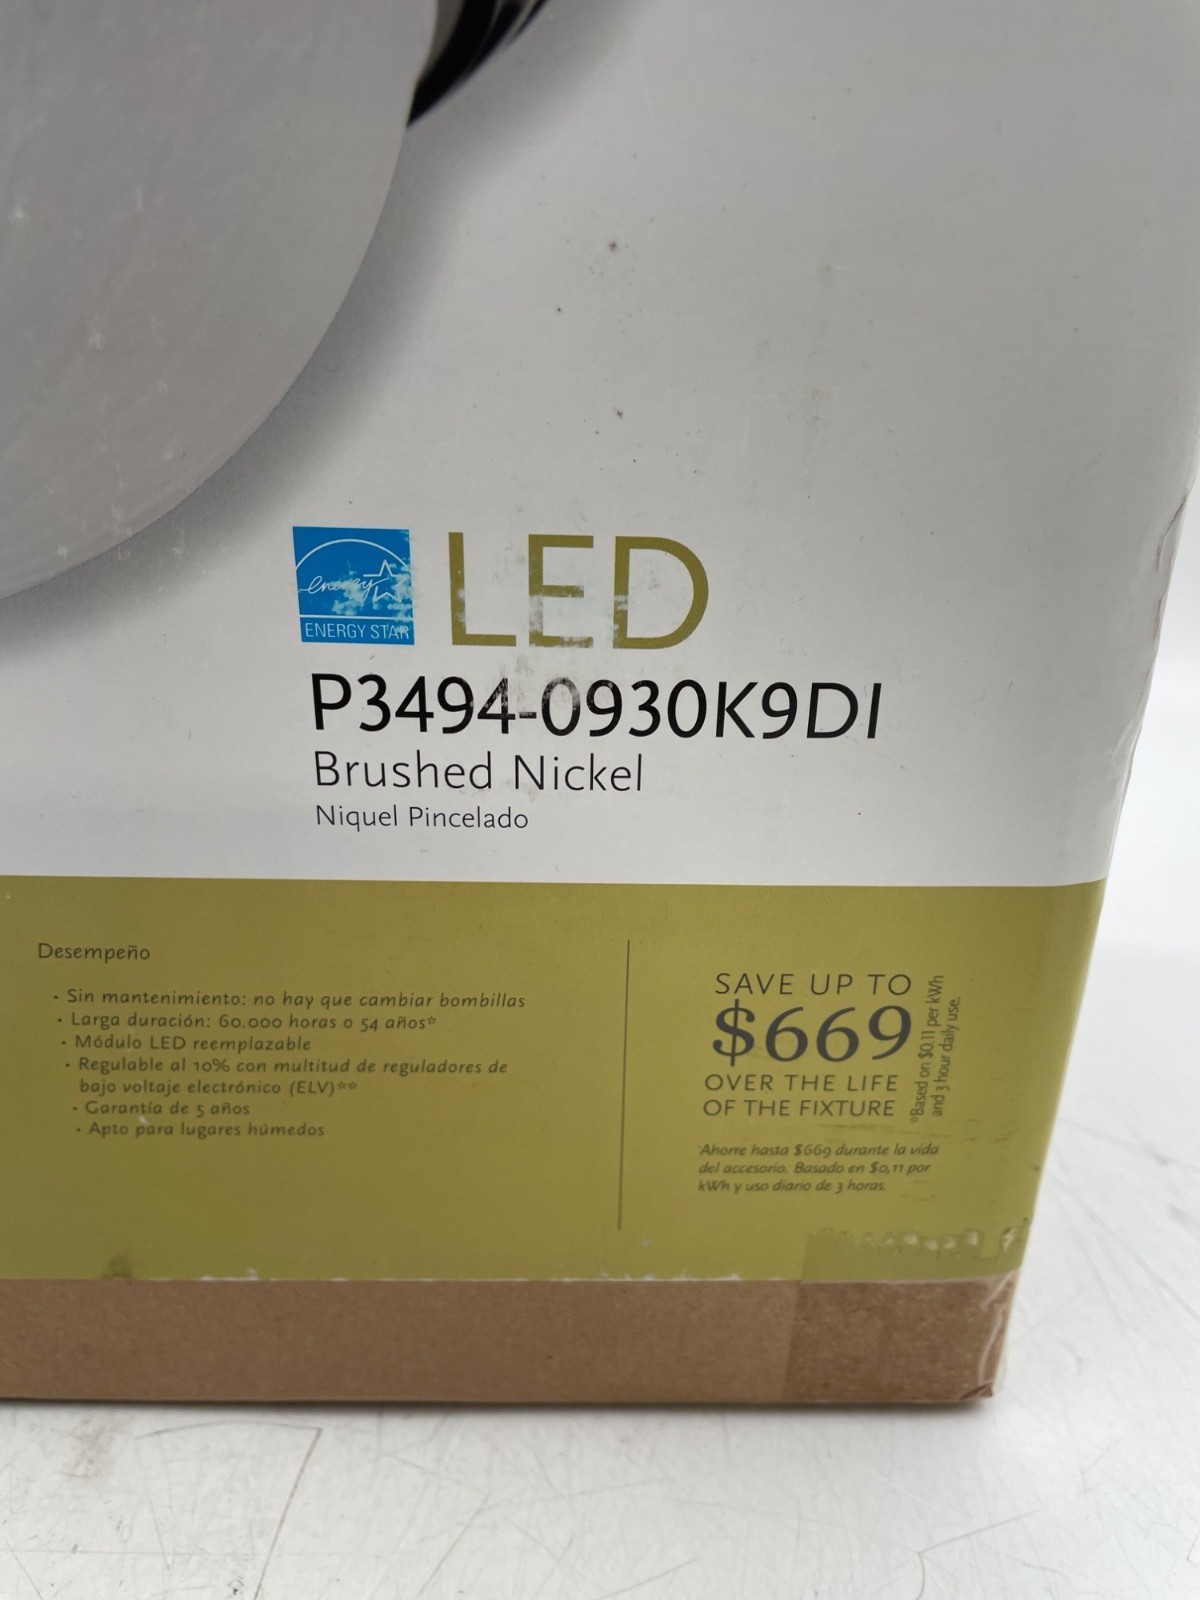 energy
ENERGY STAR
LED
P3494-0930K9DI
Brushed Nickel
Niquel Pincelado
Desempeño
· Sin mantenimiento: no hay que cambiar bombillas
· Larga duración: 60.000 horas o 54 años*
· Módulo LED reemplazable
· Regulable al 10% con multitud de reguladores de
bajo voltaje electrónico (ELV)**
· Garantía de 5 años
· Apto para lugares húmedos
SAVE UP TO
$669
OVER THE LIFE
OF THE FIXTURE
*Based on $0.11 per kWh
and 3 hour daily use.
*Ahorre hasta $669 durante la vida
del accesorio. Basado en $0,11 por
kWh y uso diario de 3 horas.